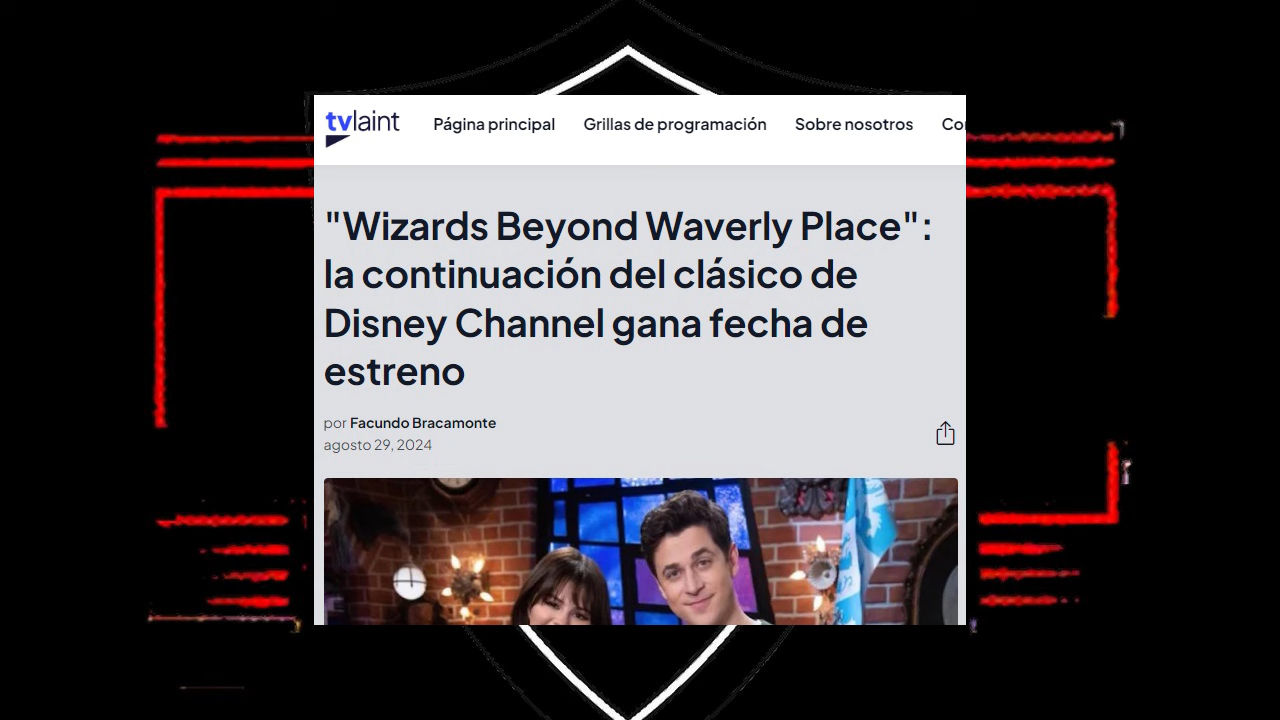 tvlaint
Página principal Grillas de programación Sobre nosotros
"Wizards Beyond Waverly Place":
la continuación del clásico de
Disney Channel gana fecha de
estreno
por Facundo Bracamonte
agosto 29, 2024